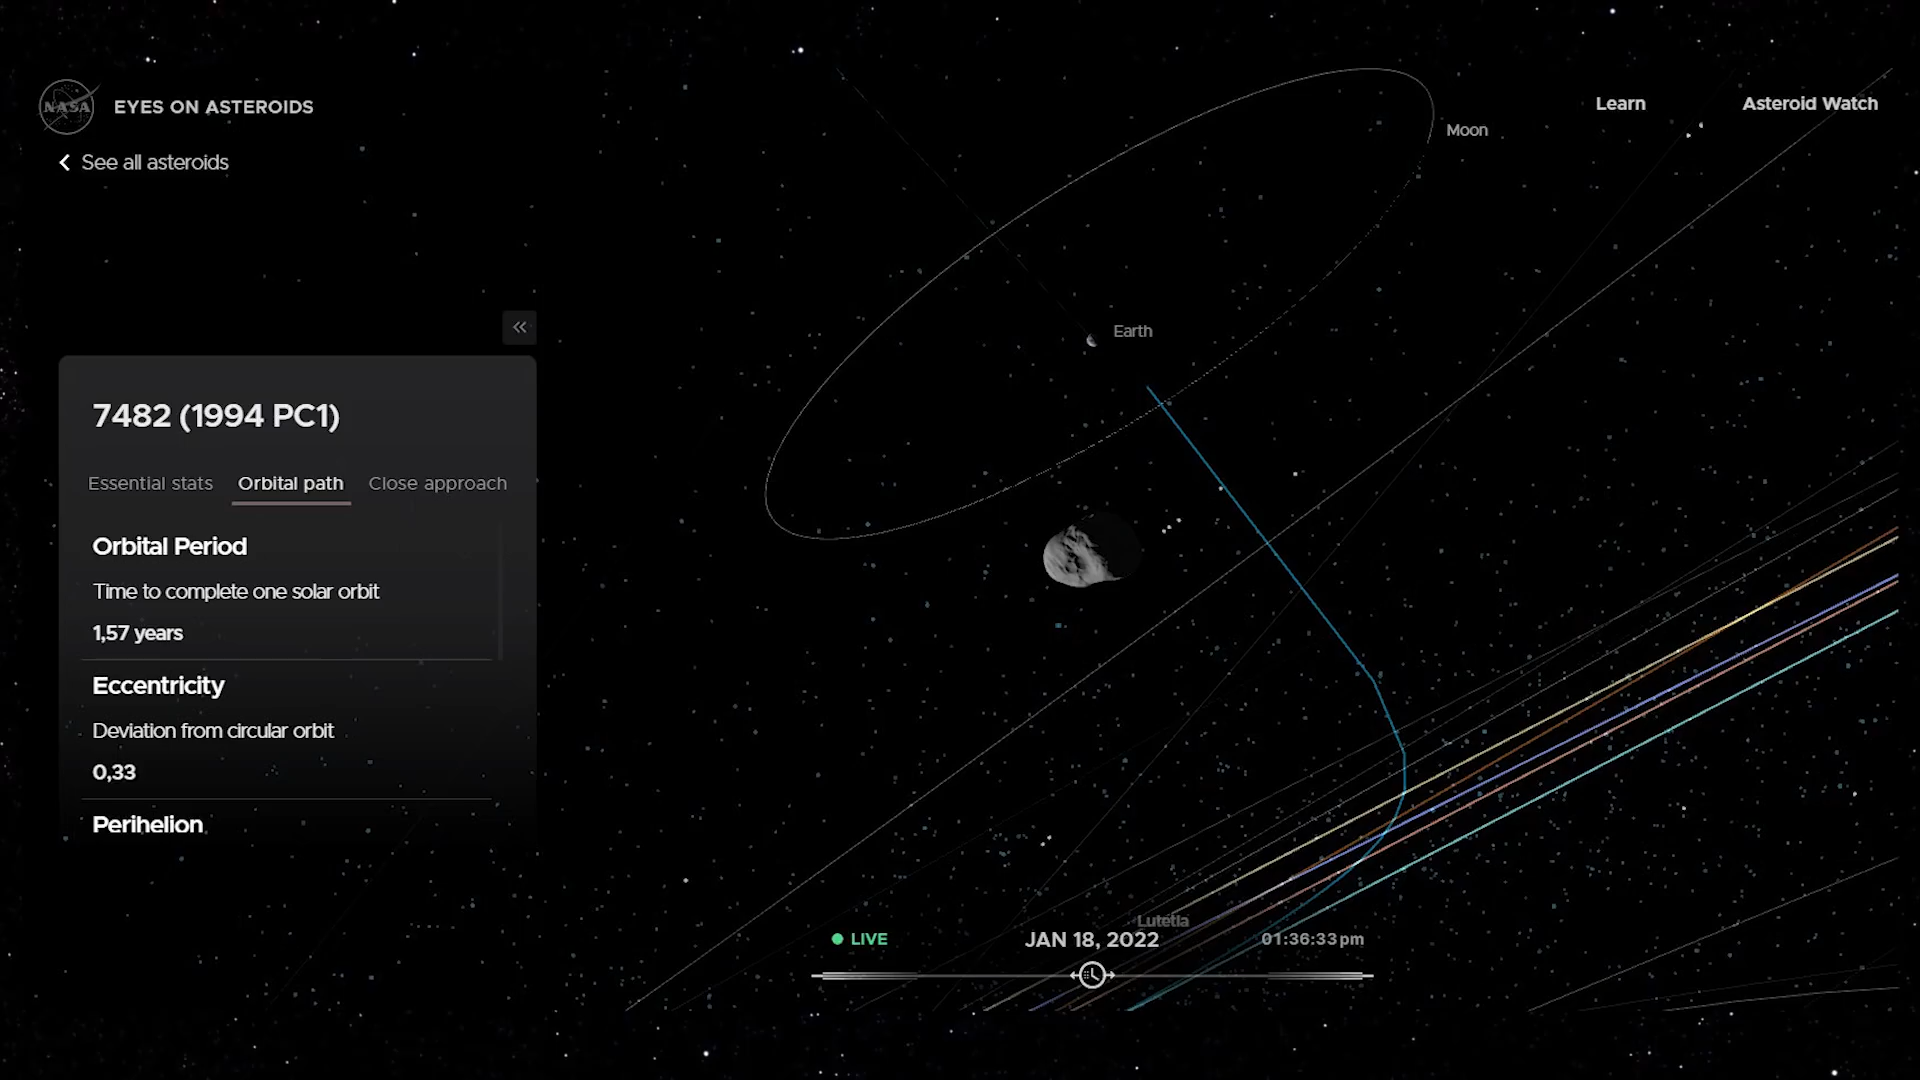 NASA
EYES ON ASTEROIDS
Learn
Asteroid Watch
See all asteroids
Moon
Earth
7482 (1994 PC1)
Essential stats
Orbital path
Close approach
Orbital Period
Time to complete one solar orbit
1,57 years
Eccentricity
Deviation from circular orbit
0,33
Perihelion
Lutetia
LIVE
JAN 18, 2022
01:36:33 pm